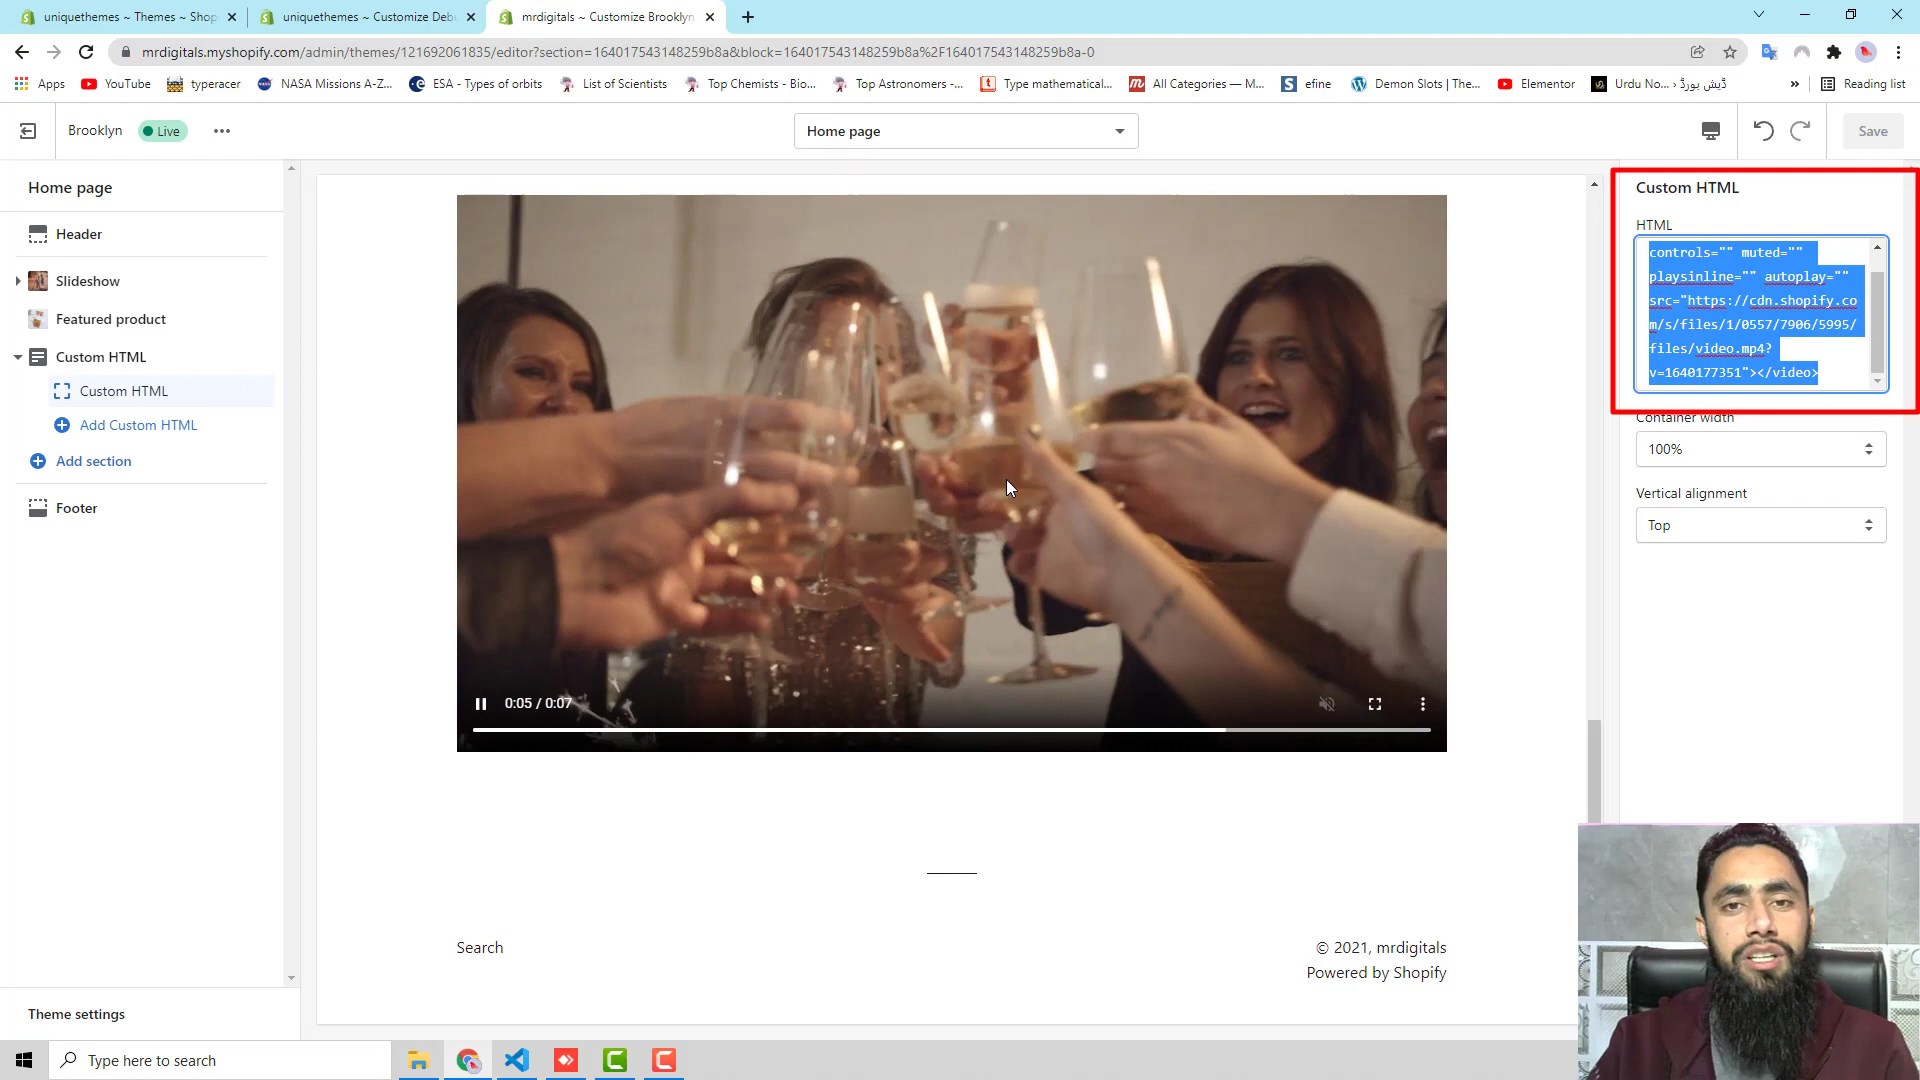 uniquethemes ~ Themes ~ Shop
uniquethemes ~ Customize Debu
mrdigitals ~ Customize Brooklyn
mrdigitals.myshopify.com/admin/themes/121692061835/editor?section=164017543148259b8a&block=164017543148259b8a%2F164017543148259b8a-0
Apps
YouTube
typeracer
NASA Missions A-Z...
ESA - Types of orbits
List of Scientists
Top Chemists - Bio...
Top Astronomers -...
Type mathematical...
All Categories — M...
efine
Demon Slots | The...
Elementor
Urdu No... › ڈیش بورڈ
»
Reading list
Brooklyn
Live
Home page
Save
Home page
Header
Slideshow
Featured product
Custom HTML
Custom HTML
Add Custom HTML
Add section
Footer
Theme settings
0:05 / 0:07
Search
© 2021, mrdigitals
Powered by Shopify
Custom HTML
HTML
controls="" muted=""
playsinline="" autoplay=""
src="https://cdn.shopify.co
m/s/files/1/0557/7906/5995/
files/video.mp4?
v=1640177351"></video>
Container width
100%
Vertical alignment
Top
Type here to search